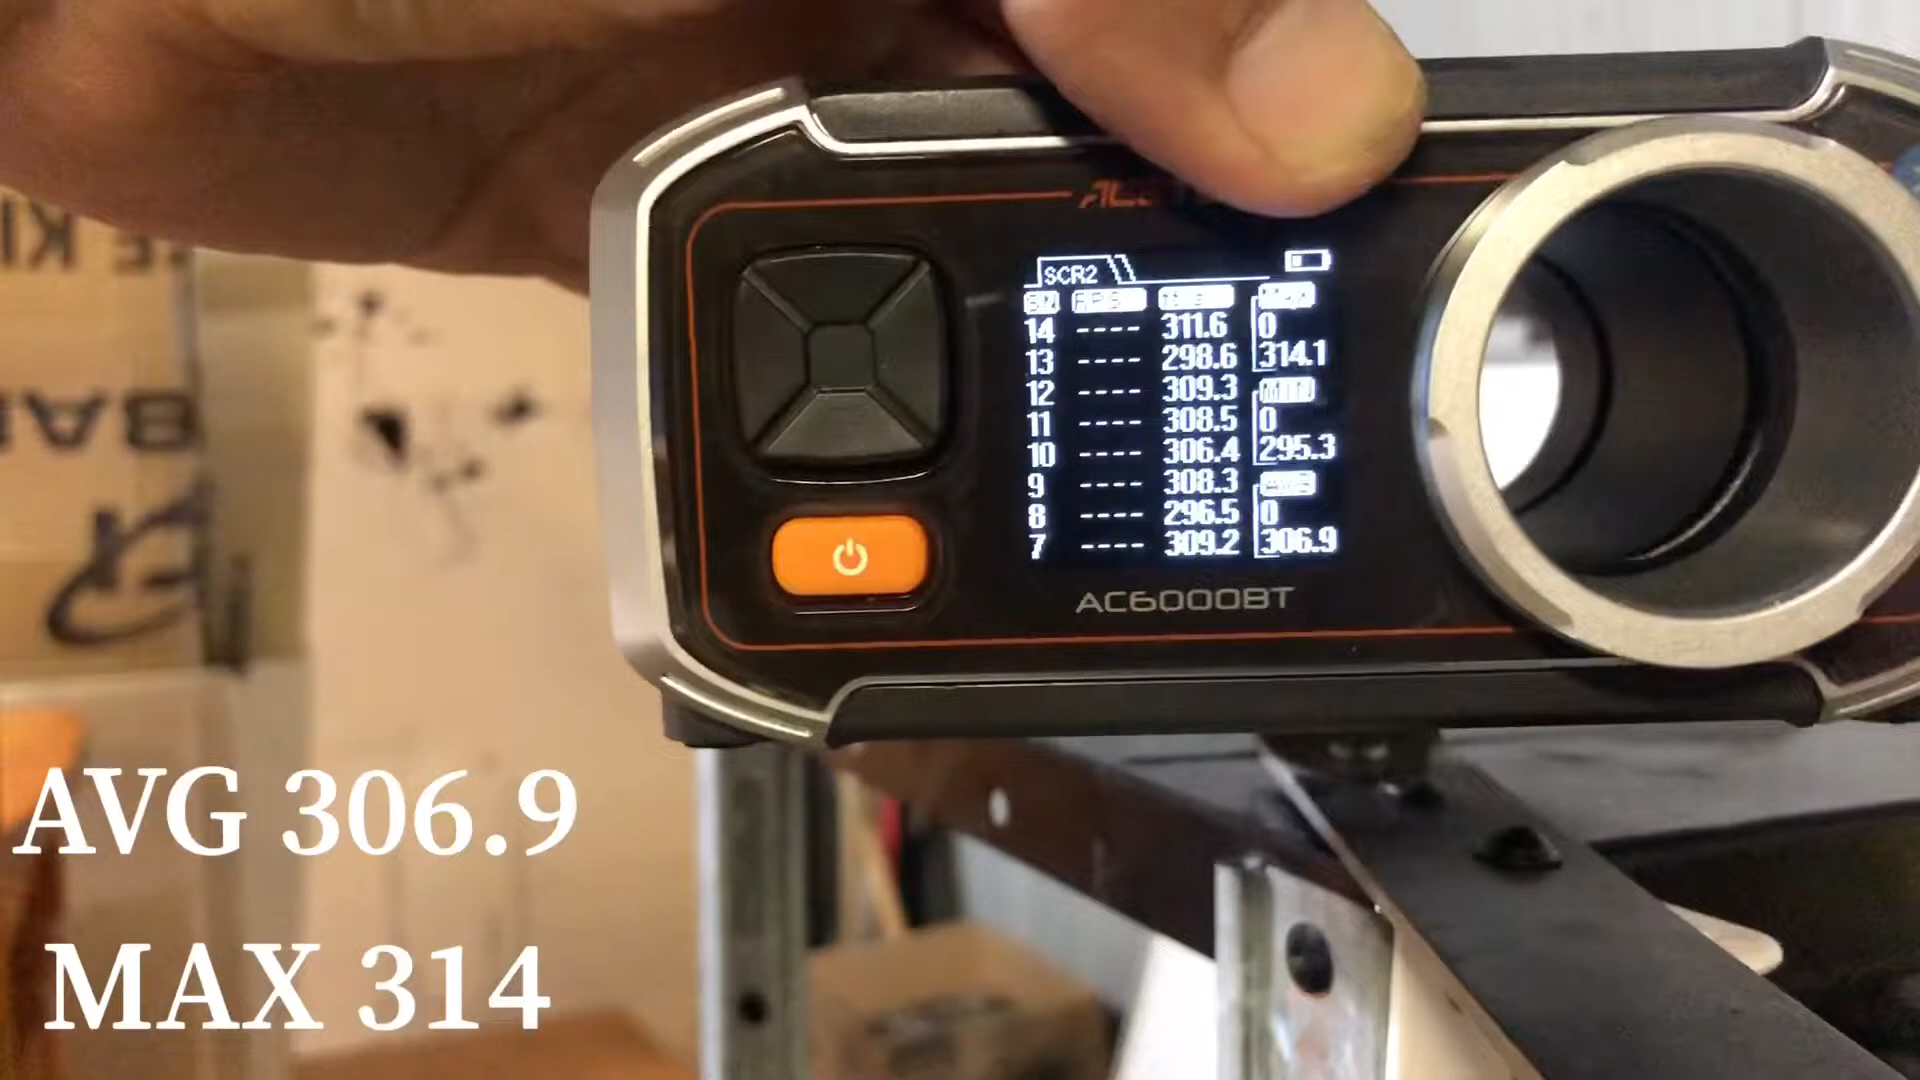 SCR2
14 ---- 311.6 0
13 ---- 298.6 314.1
12 ---- 309.3
11 ---- 308.5 0
10 ---- 306.4 295.3
9 ---- 308.3
8 ---- 296.5 0
7 ---- 309.2 306.9
AC6000BT
AVG 306.9
MAX 314